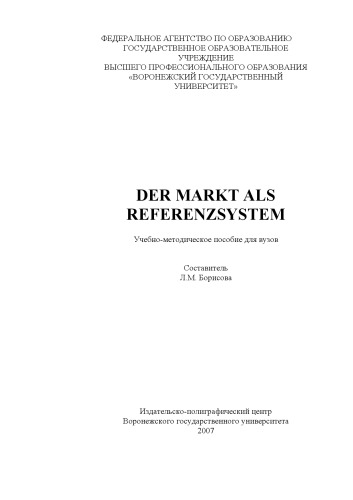 ФЕДЕРАЛЬНОЕ АГЕНТСТВО ПО ОБРАЗОВАНИЮ
ГОСУДАРСТВЕННОЕ ОБРАЗОВАТЕЛЬНОЕ
УЧРЕЖДЕНИЕ
ВЫСШЕГО ПРОФЕССИОНАЛЬНОГО ОБРАЗОВАНИЯ
«ВОРОНЕЖСКИЙ ГОСУДАРСТВЕННЫЙ
УНИВЕРСИТЕТ»
DER MARKT ALS
REFERENZSYSTEM
Учебно-методическое пособие для вузов
Составитель
Л.М. Борисова
Издательско-полиграфический центр
Воронежского государственного университета
2007